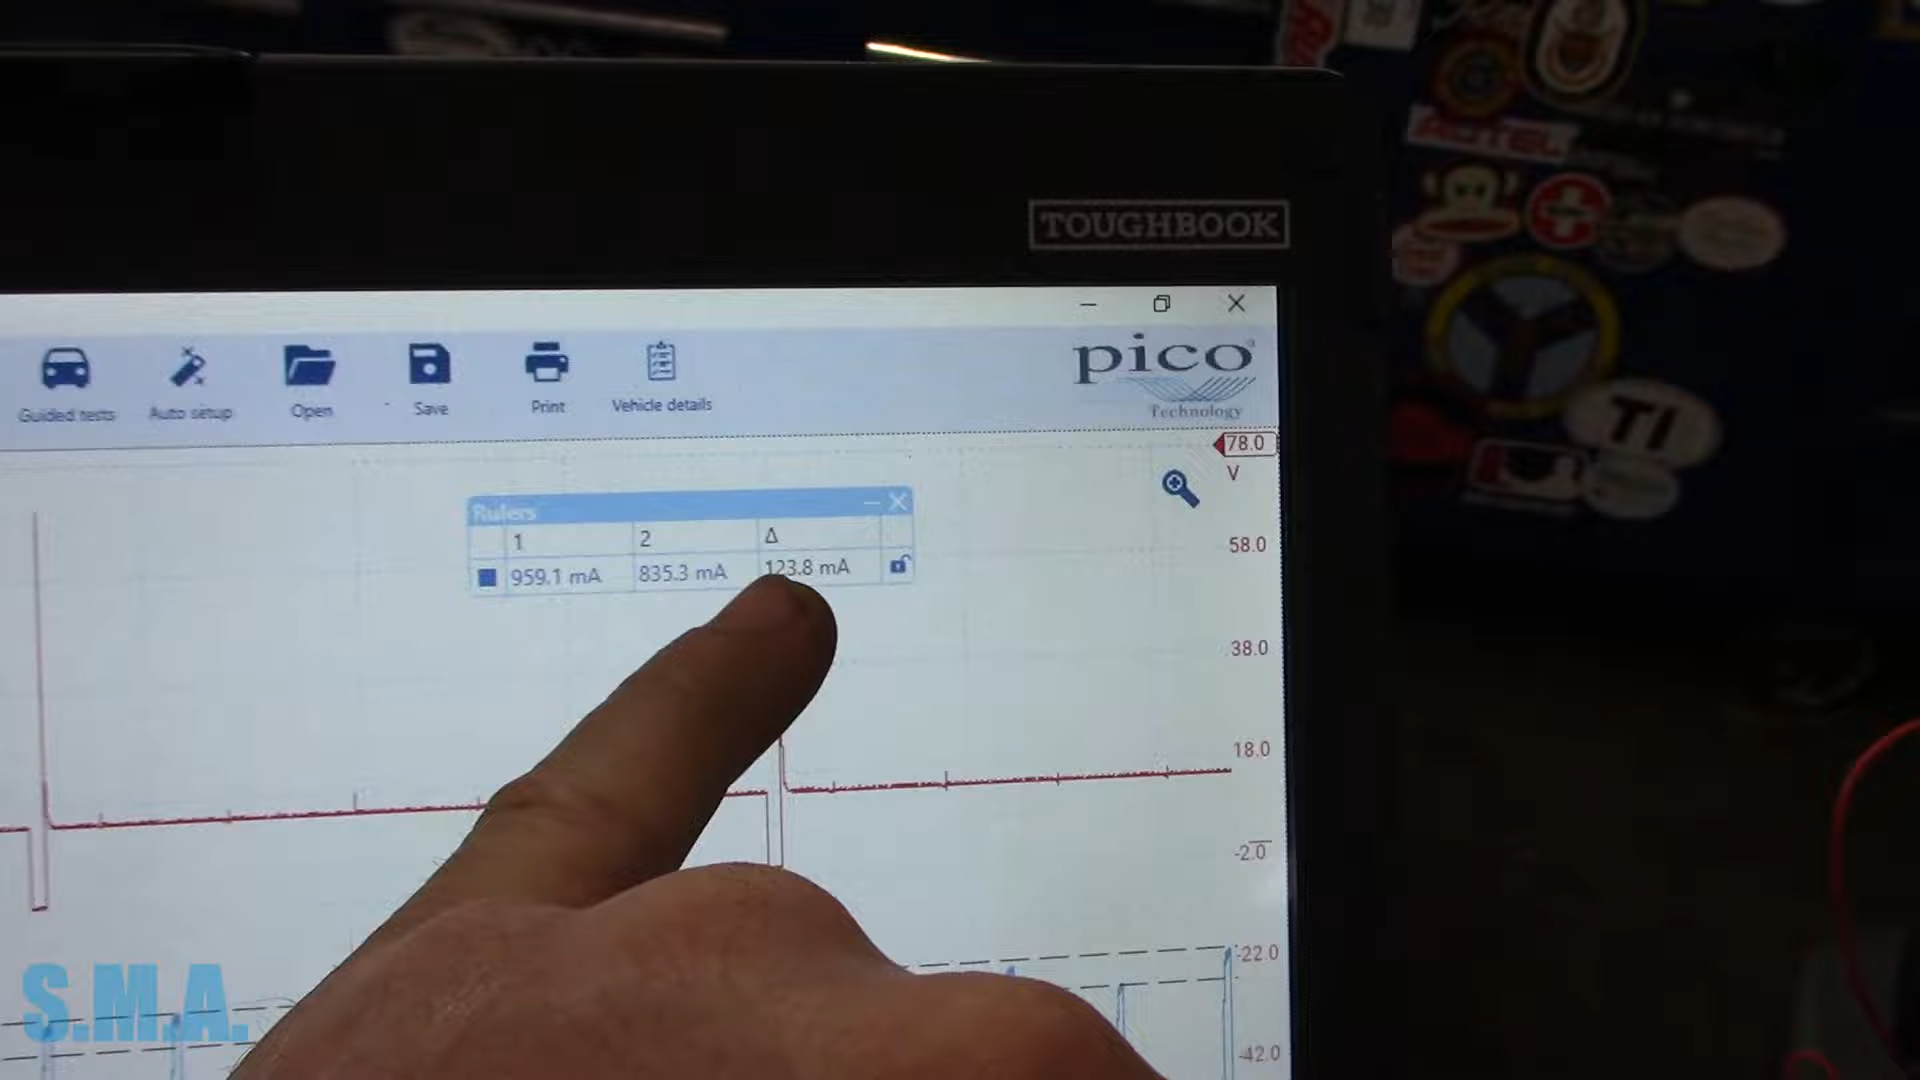 TOUGHBOOK
Guided tests
Auto setup
Open
Save
Print
Vehicle details
pico
Technology
78.0
V
58.0
38.0
18.0
-2.0
-22.0
-42.0
Rulers
1 2 Δ
959.1 mA 835.3 mA 123.8 mA
TI
S.M.A.